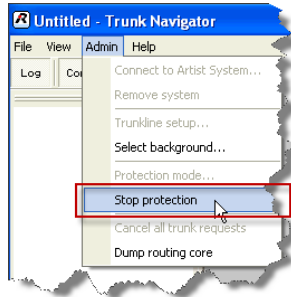 Untitled - Trunk Navigator
File View Admin Help
Log
Connect to Artist System...
Remove system
Trunkline setup...
Select background...
Protection mode...
Stop protection
Cancel all trunk requests
Dump routing core